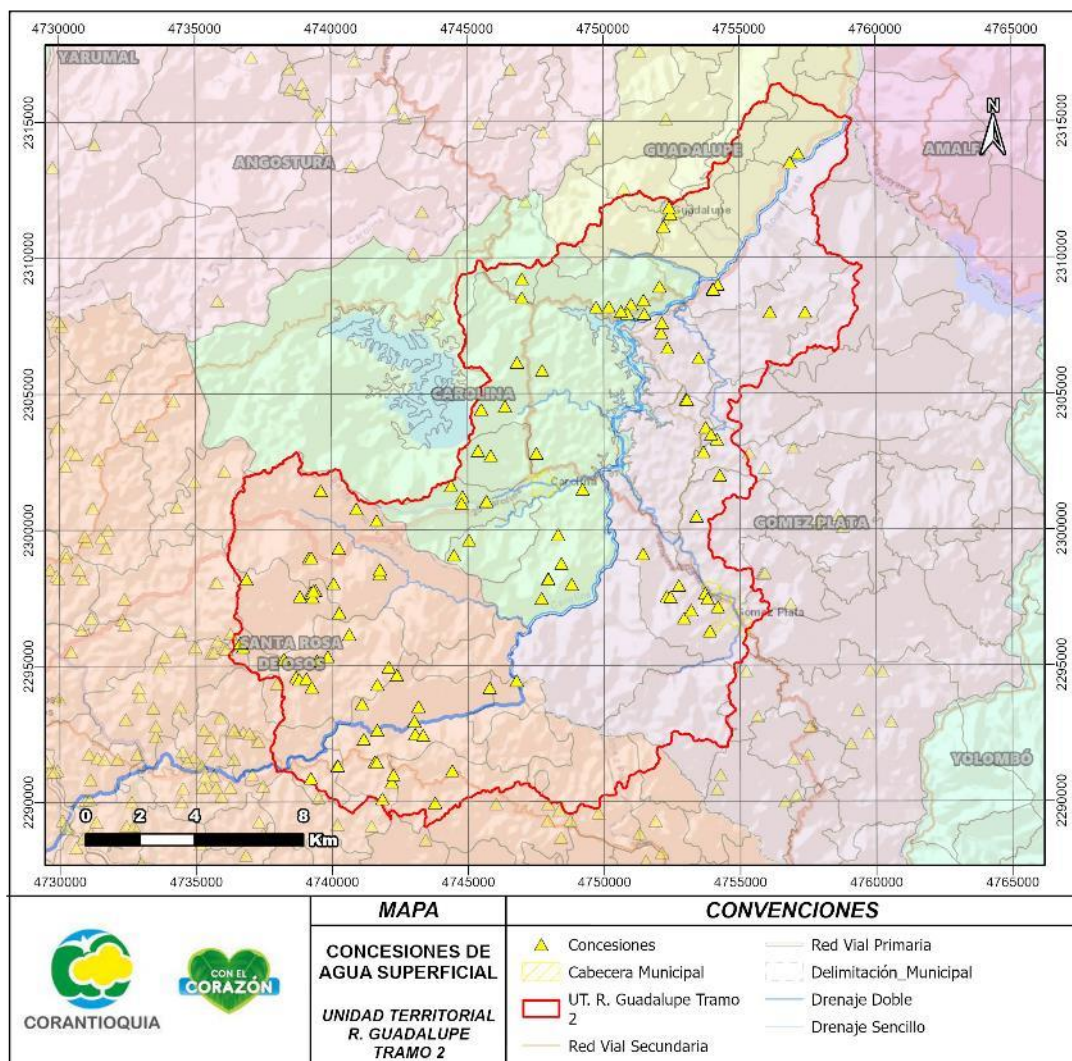 4730000 4735000 4740000 4745000 4750000 4755000 4760000 4765000
YARUMAL
2315000 2315000
N
ANGOSTURA
GUADALUPE
AMALF
Guadalupe
2310000 2310000
2305000 2305000
CAROLINA
Carolina
GOMEZ PLATA
2300000 2300000
Gomez Plata
SANTA ROSA
DE OSOS
2295000 2295000
YOLOMBÓ
2290000 2290000
0 2 4 8
Km
4730000 4735000 4740000 4745000 4750000 4755000 4760000 4765000
CORANTIOQUIA
CON EL
CORAZÓN
MAPA
CONCESIONES DE
AGUA SUPERFICIAL
UNIDAD TERRITORIAL
R. GUADALUPE
TRAMO 2
CONVENCIONES
Concesiones
Cabecera Municipal
UT. R. Guadalupe Tramo
2
Red Vial Secundaria
Red Vial Primaria
Delimitación_Municipal
Drenaje Doble
Drenaje Sencillo